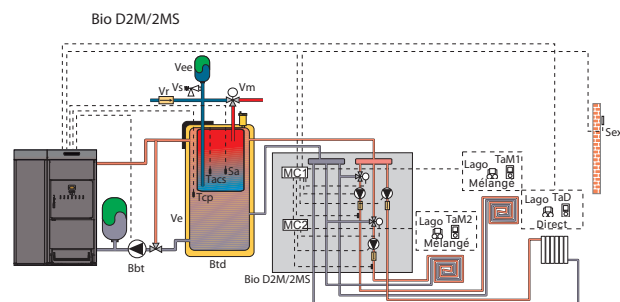 Bio D2M/2MS
Vee
Vs
Vm
Vr
Sex
Lago
TaM1
Mélange
MC1
Sa
Tacs
Tcp
Lago
TaD
Direct
Ve
MC2
Lago
TaM2
Mélangé
Bbt
Btd
Bio D2M/2MS